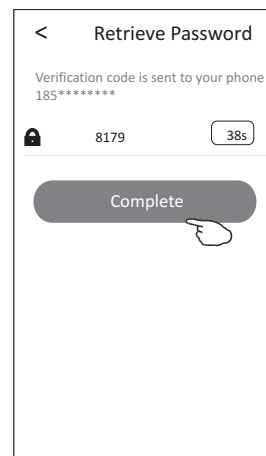 < Retrieve Password
Verification code is sent to your phone
185********
8179 38s
Complete